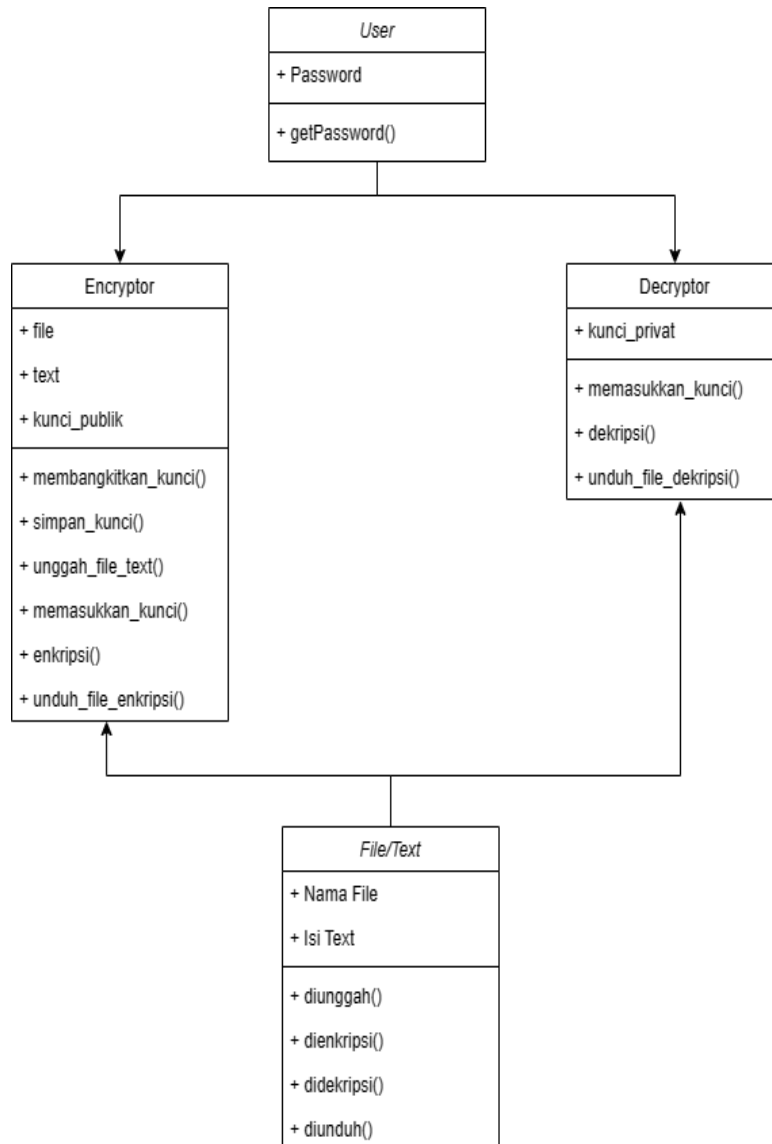 User
+ Password
+ getPassword()
Encryptor
+ file
+ text
+ kunci_publik
+ membangkitkan_kunci()
+ simpan_kunci()
+ unggah_file_text()
+ memasukkan_kunci()
+ enkripsi()
+ unduh_file_enkripsi()
Decryptor
+ kunci_privat
+ memasukkan_kunci()
+ dekripsi()
+ unduh_file_dekripsi()
File/Text
+ Nama File
+ Isi Text
+ diunggah()
+ dienkripsi()
+ didekripsi()
+ diunduh()